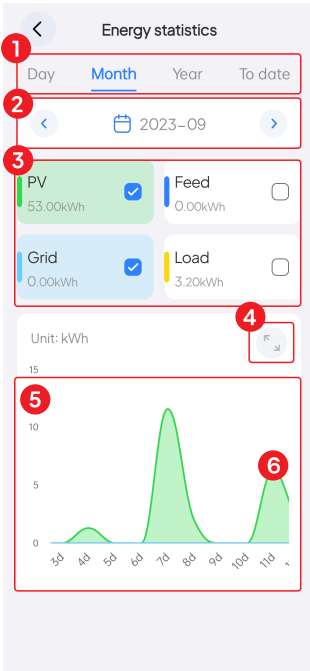 Energy statistics
1
Day Month Year To date
2
2023-09
3
PV
53.00kWh
Feed
0.00kWh
Grid
0.00kWh
Load
3.20kWh
4
Unit: kWh
15
5
10
6
5
0
3d 4d 5d 6d 7d 8d 9d 10d 11d